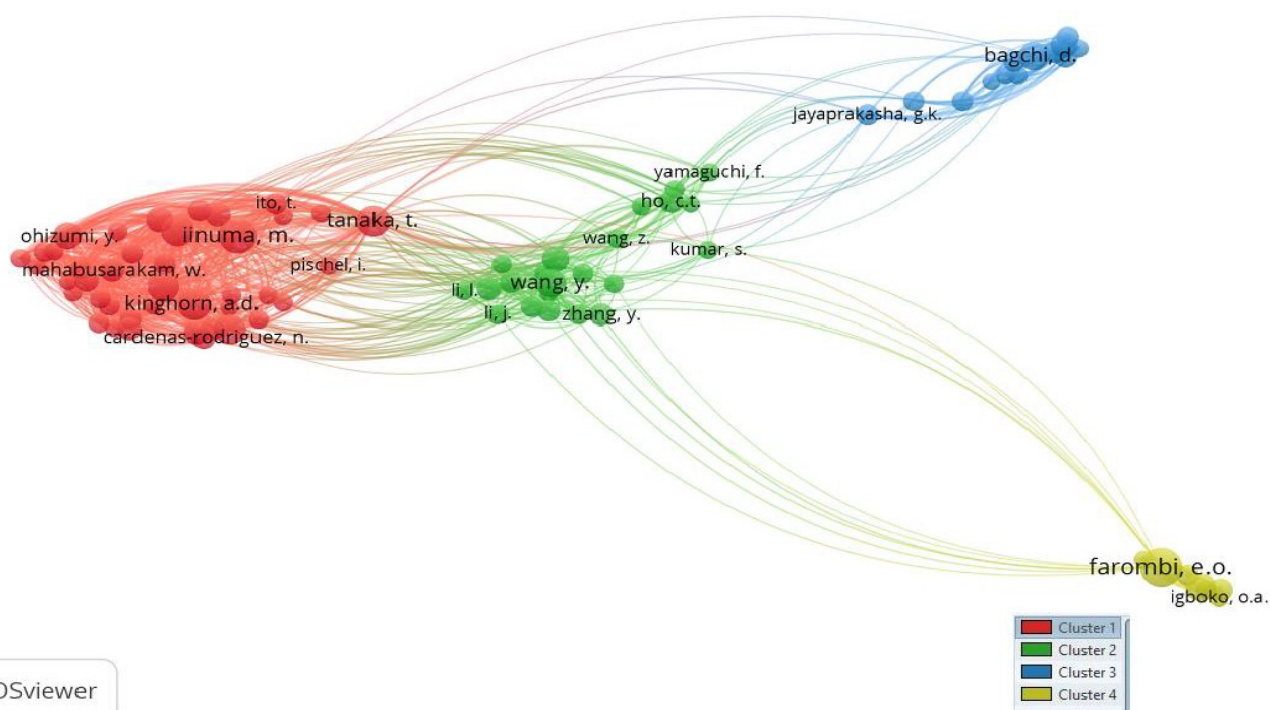 bagchi, d.
jayaprakasha, g.k.
yamaguchi, f.
ho, c.t.
ito, t.
tanaka, t.
ohizumi, y.
iinuma, m.
wang, z.
kumar, s.
mahabusarakam, w.
pischel, i.
li, l.
wang, y.
kinghorn, a.d.
li, j.
zhang, y.
cardenas-rodriguez, n.
farombi, e.o.
igboko, o.a.
Cluster 1
Cluster 2
Cluster 3
Cluster 4
OSviewer